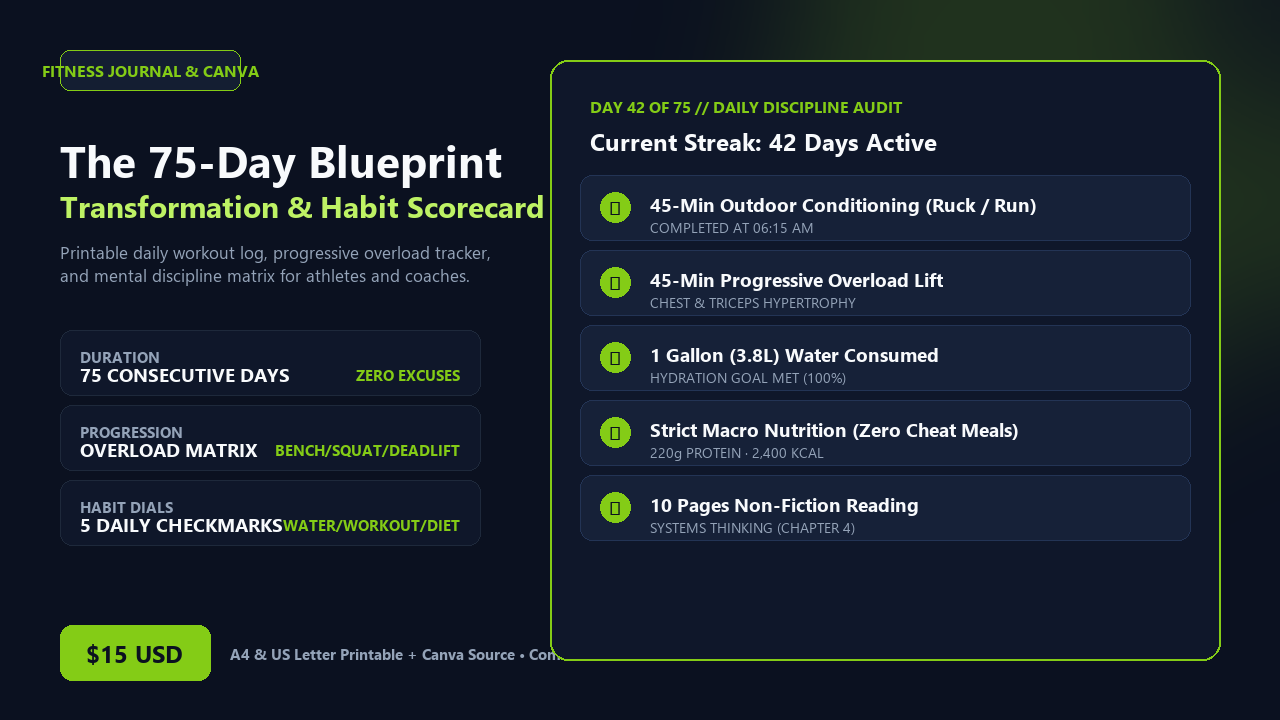 FITNESS JOURNAL & CANVA
The 75-Day Blueprint
Transformation & Habit Scorecard
Printable daily workout log, progressive overload tracker,
and mental discipline matrix for athletes and coaches.
DURATION
75 CONSECUTIVE DAYS
ZERO EXCUSES
PROGRESSION
OVERLOAD MATRIX
BENCH/SQUAT/DEADLIFT
HABIT DIALS
5 DAILY CHECKMARKS
WATER/WORKOUT/DIET
$15 USD
A4 & US Letter Printable + Canva Source •
DAY 42 OF 75 // DAILY DISCIPLINE AUDIT
Current Streak: 42 Days Active
45-Min Outdoor Conditioning (Ruck / Run)
COMPLETED AT 06:15 AM
45-Min Progressive Overload Lift
CHEST & TRICEPS HYPERTROPHY
1 Gallon (3.8L) Water Consumed
HYDRATION GOAL MET (100%)
Strict Macro Nutrition (Zero Cheat Meals)
220g PROTEIN · 2,400 KCAL
10 Pages Non-Fiction Reading
SYSTEMS THINKING (CHAPTER 4)